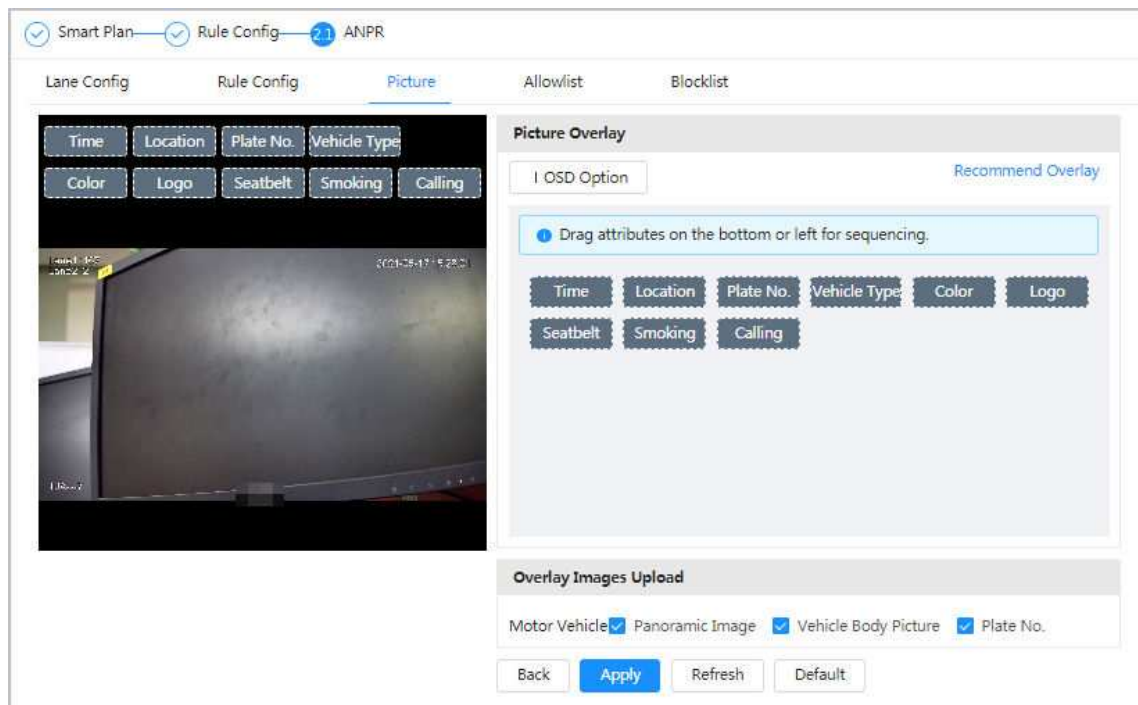 Smart Plan Rule Config 2.1 ANPR
Lane Config Rule Config Picture Allowlist Blocklist
Time Location Plate No. Vehicle Type
Color Logo Seatbelt Smoking Calling
Picture Overlay
OSD Option
Recommend Overlay
Drag attributes on the bottom or left for sequencing.
Time Location Plate No. Vehicle Type Color Logo
Seatbelt Smoking Calling
Overlay Images Upload
Motor Vehicle Panoramic Image Vehicle Body Picture Plate No.
Back Apply Refresh Default